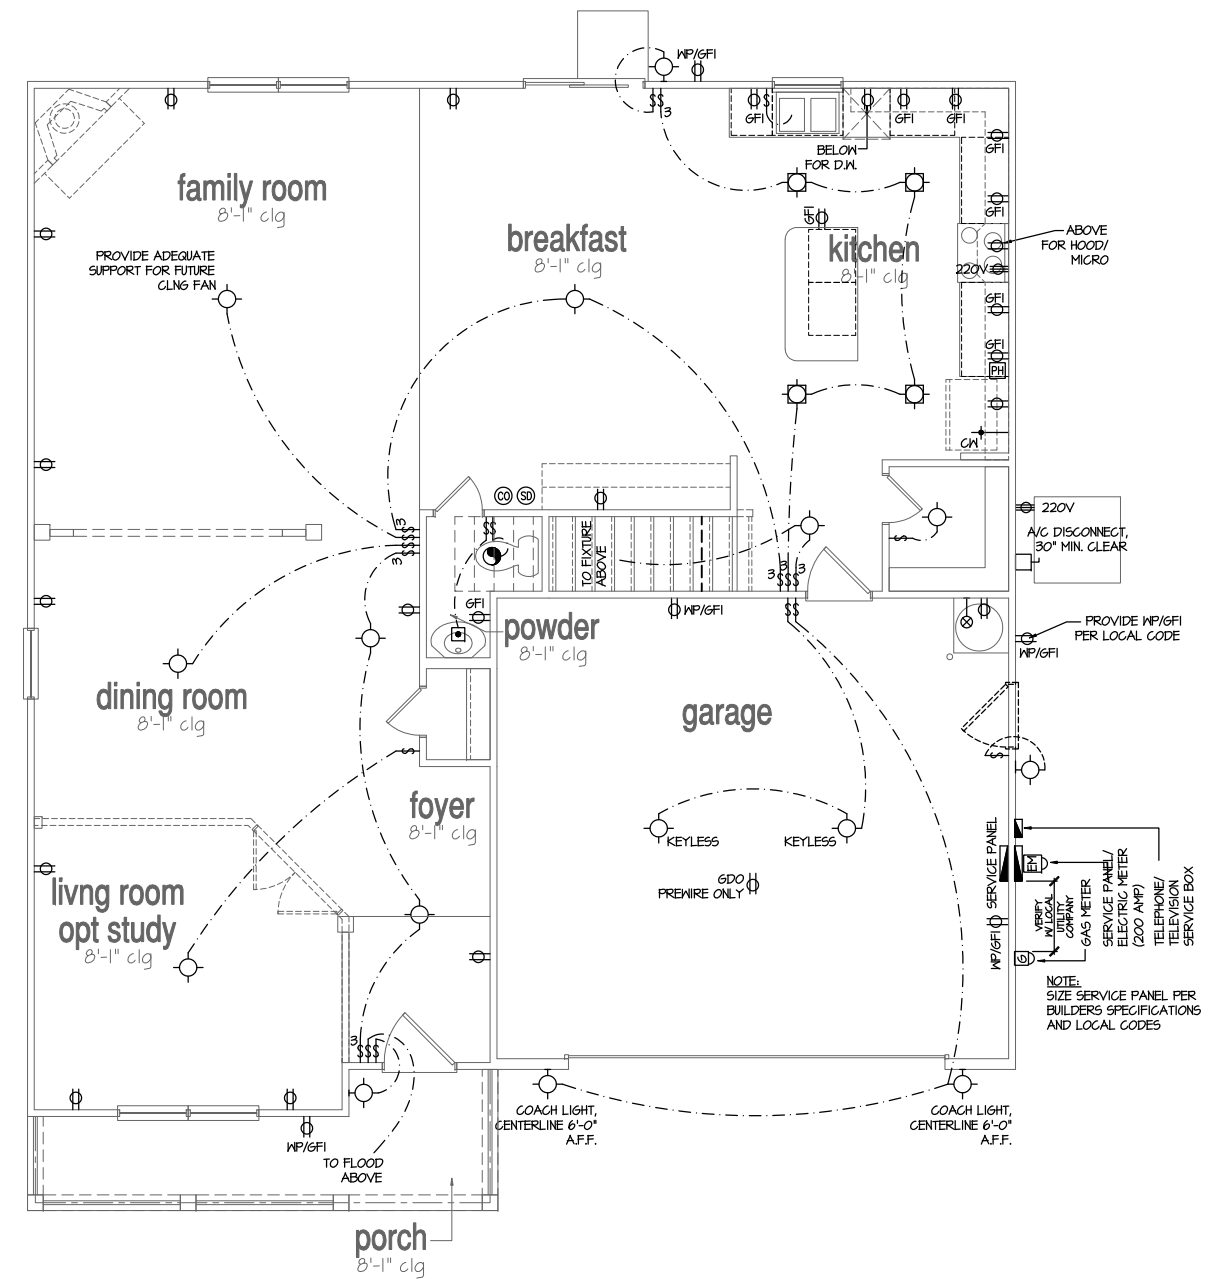 WP/GFI
3
GFI
GFI
GFI
BELOW
FOR D.W.
GFI
family room
8'-1" clg
GFI
GFI
breakfast
8'-1" clg
kitchen
8'-1" clg
ABOVE
FOR HOOD/
MICRO
PROVIDE ADEQUATE
SUPPORT FOR FUTURE
CLNG FAN
220V
GFI
GFI
PH
CW
CO
SD
220V
A/C DISCONNECT,
30" MIN. CLEAR
3
3
TO FIXTURE
ABOVE
3
3
GFI
WP/GFI
powder
8'-1" clg
PROVIDE WP/GFI
PER LOCAL CODE
WP/GFI
dining room
8'-1" clg
garage
foyer
8'-1" clg
KEYLESS
KEYLESS
GDO
PREWIRE ONLY
livng room
opt study
8'-1" clg
SERVICE PANEL
EM
VERIFY
W/ LOCAL
UTILITY
COMPANY
GAS METER
SERVICE PANEL/
ELECTRIC METER
(200 AMP)
TELEPHONE/
TELEVISION
SERVICE BOX
WP/GFI
G
NOTE:
SIZE SERVICE PANEL PER
BUILDERS SPECIFICATIONS
AND LOCAL CODES
3
COACH LIGHT,
CENTERLINE 6'-0"
A.F.F.
COACH LIGHT,
CENTERLINE 6'-0"
A.F.F.
WP/GFI
TO FLOOD
ABOVE
porch
8'-1" clg